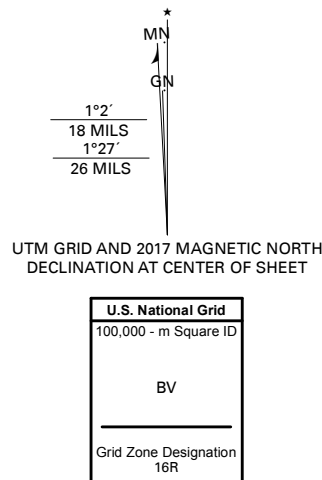 ★
MN
GN
1°2´
18 MILS
1°27´
26 MILS
UTM GRID AND 2017 MAGNETIC NORTH
DECLINATION AT CENTER OF SHEET
U.S. National Grid
100,000 - m Square ID
BV
Grid Zone Designation
16R